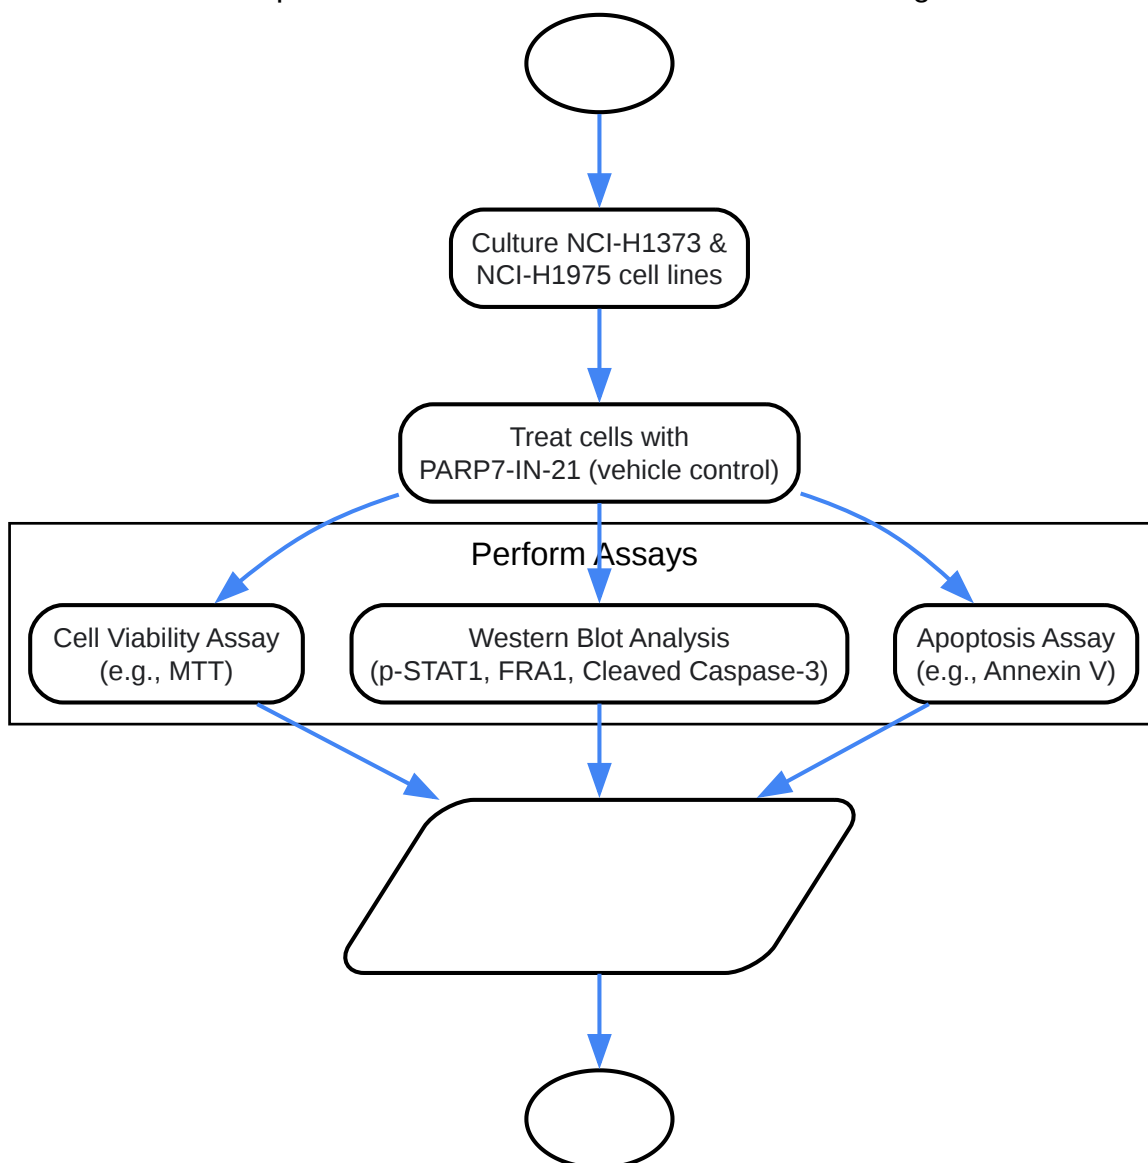 Culture NCI-H1373 &
NCI-H1975 cell lines
Treat cells with
PARP7-IN-21 (vehicle control)
Perform Assays
Cell Viability Assay
(e.g., MTT)
Western Blot Analysis
(p-STAT1, FRA1, Cleaved Caspase-3)
Apoptosis Assay
(e.g., Annexin V)